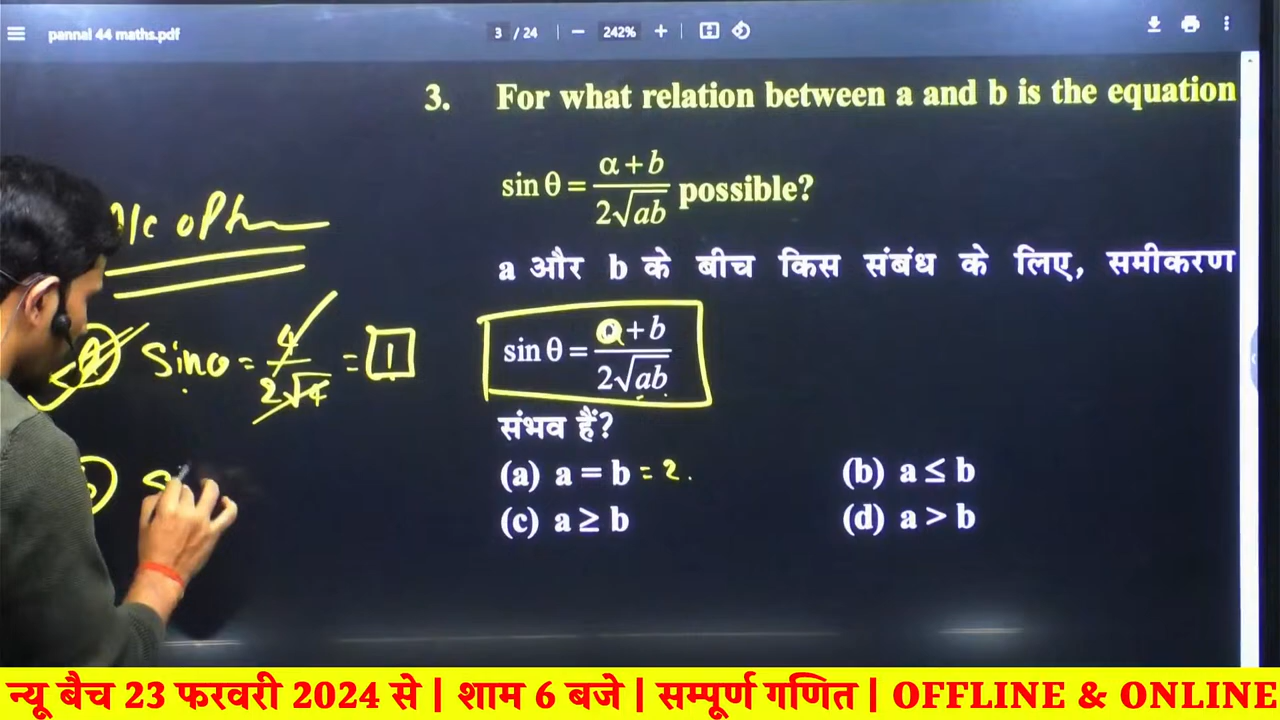 pannal 44 maths.pdf
3 / 24 | − 242% +
3. For what relation between a and b is the equation
sin θ = (α + b) / (2√ab) possible?
a और b के बीच किस संबंध के लिए, समीकरण
sin θ = (a + b) / (2√ab)
संभव हैं?
(a) a = b = 2. (b) a ≤ b
(c) a ≥ b (d) a > b
sinθ = 4 / (2√4) = 1
न्यू बैच 23 फरवरी 2024 से | शाम 6 बजे | सम्पूर्ण गणित | OFFLINE & ONLINE